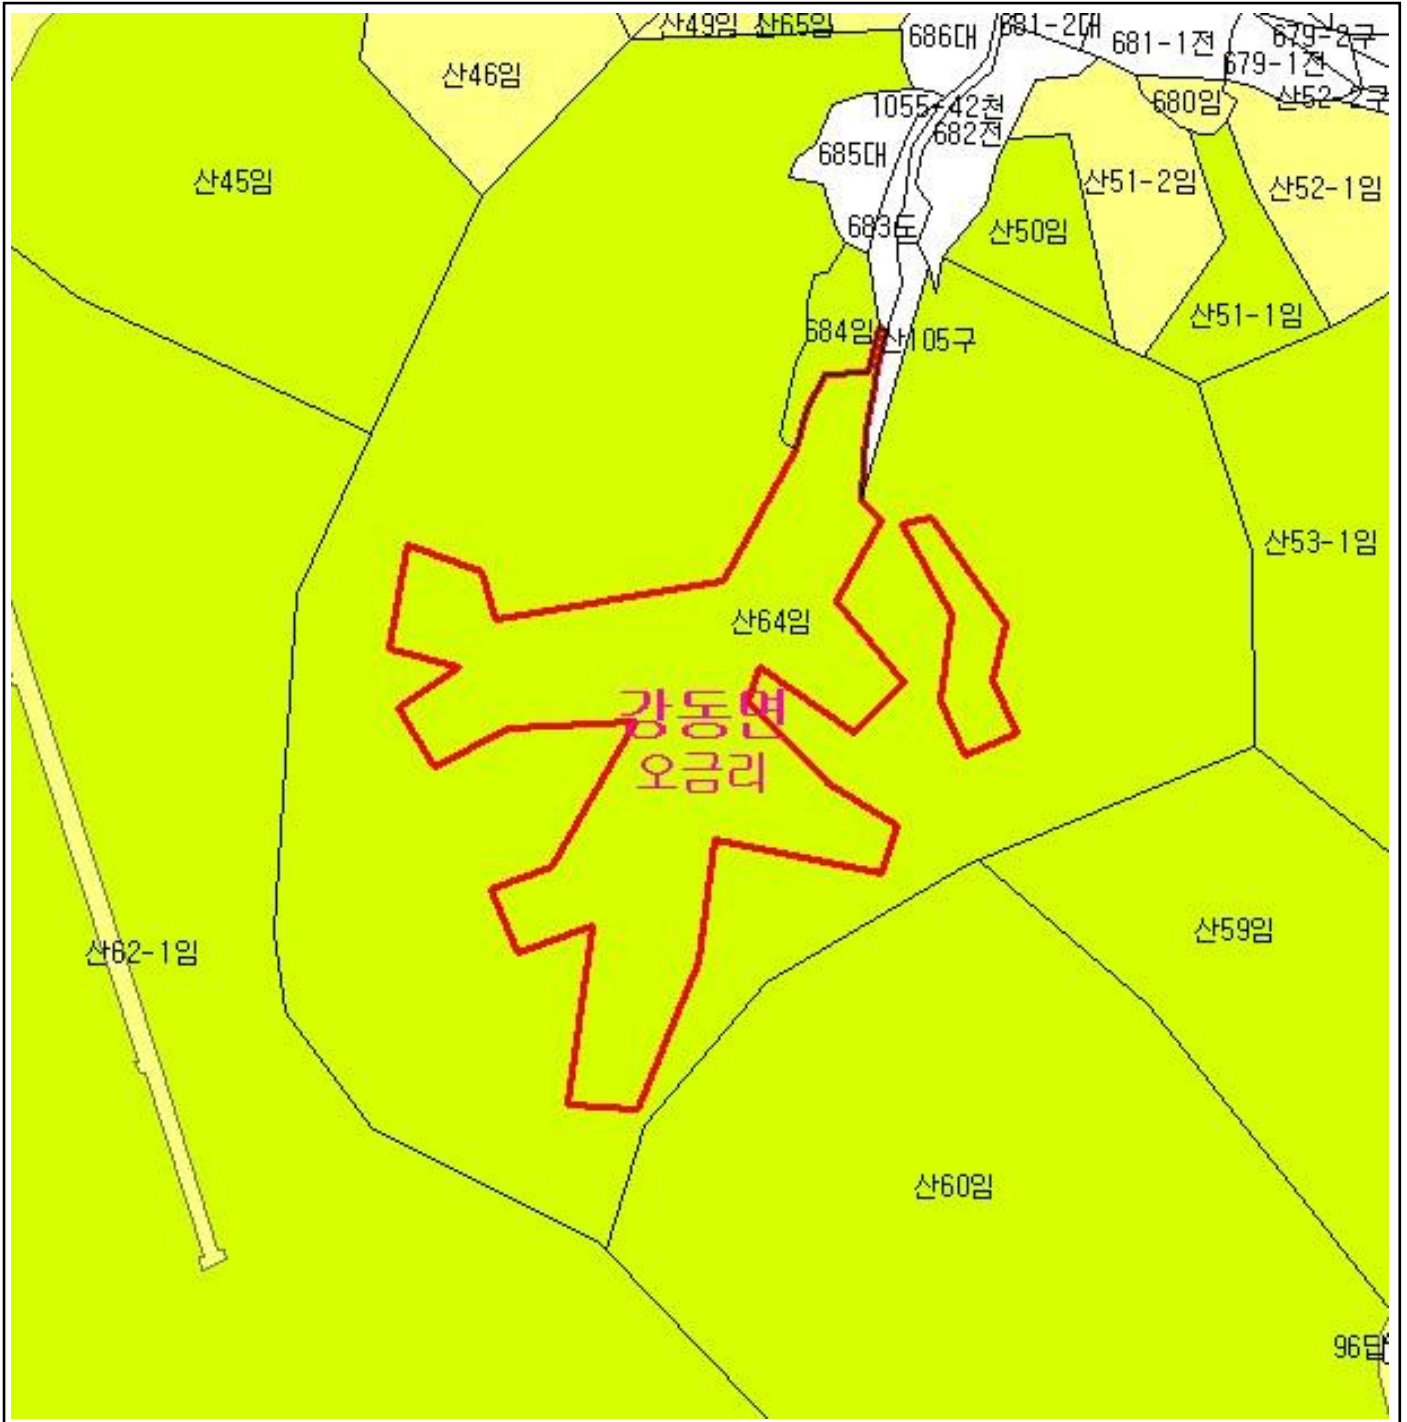 산49임
산65임
686대
681-2대
681-1전
679-2구
679-1전
산46임
680임
산52-2구
1055-42천
682전
685대
산45임
산51-2임
산52-1임
683도
산50임
산51-1임
684임
산105구
산53-1임
산64임
강동면
오금리
산59임
산62-1임
산60임
96답